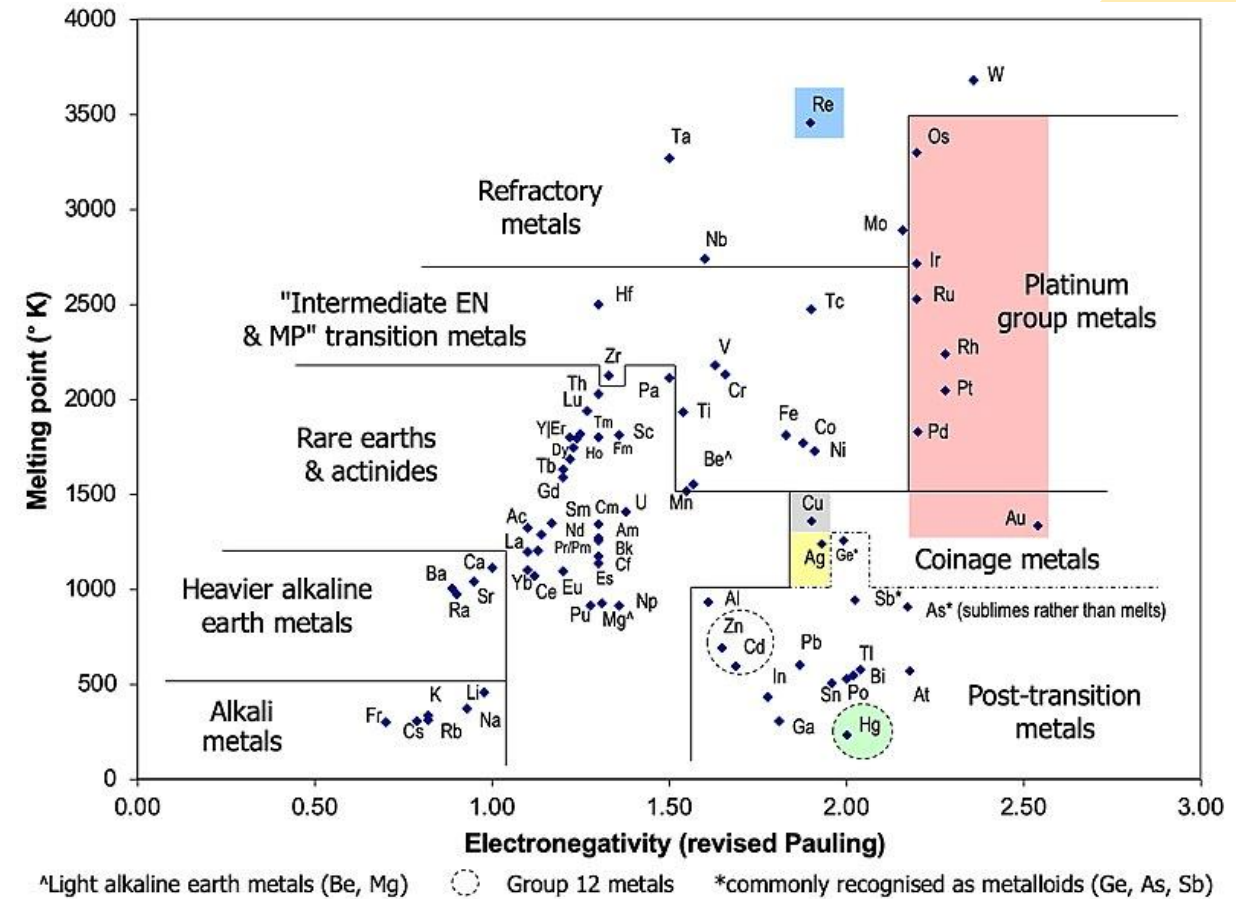 4000
3500
3000
2500
2000
1500
1000
500
0
Melting point (° K)
W
Re
Ta
Os
Refractory
metals
Mo
Nb
Ir
Platinum
group metals
"Intermediate EN
& MP" transition metals
Hf
Tc
Ru
Zr
V
Rh
Th
Pa
Cr
Pt
Lu
Ti
Fe
Co
Pd
Rare earths
& actinides
Y|Er
Tm
Sc
Ni
Dy
Ho
Fm
Tb
Be^
Gd
Mn
Ac
Sm
Cm
U
Cu
Au
La
Nd
Am
Pr/Pm
Bk
Ag
Ge*
Coinage metals
Heavier alkaline
earth metals
Ba
Ca
Cf
Ra
Sr
Yb
Ce
Eu
Es
Pu
Mg^
Np
Al
Sb*
As* (sublimes rather than melts)
Zn
Cd
Pb
Tl
In
Bi
Sn
Po
At
Post-transition
metals
Alkali
metals
Fr
K
Li
Cs
Rb
Na
Ga
Hg
0.00 0.50 1.00 1.50 2.00 2.50 3.00
Electronegativity (revised Pauling)
^Light alkaline earth metals (Be, Mg) Group 12 metals *commonly recognised as metalloids (Ge, As, Sb)